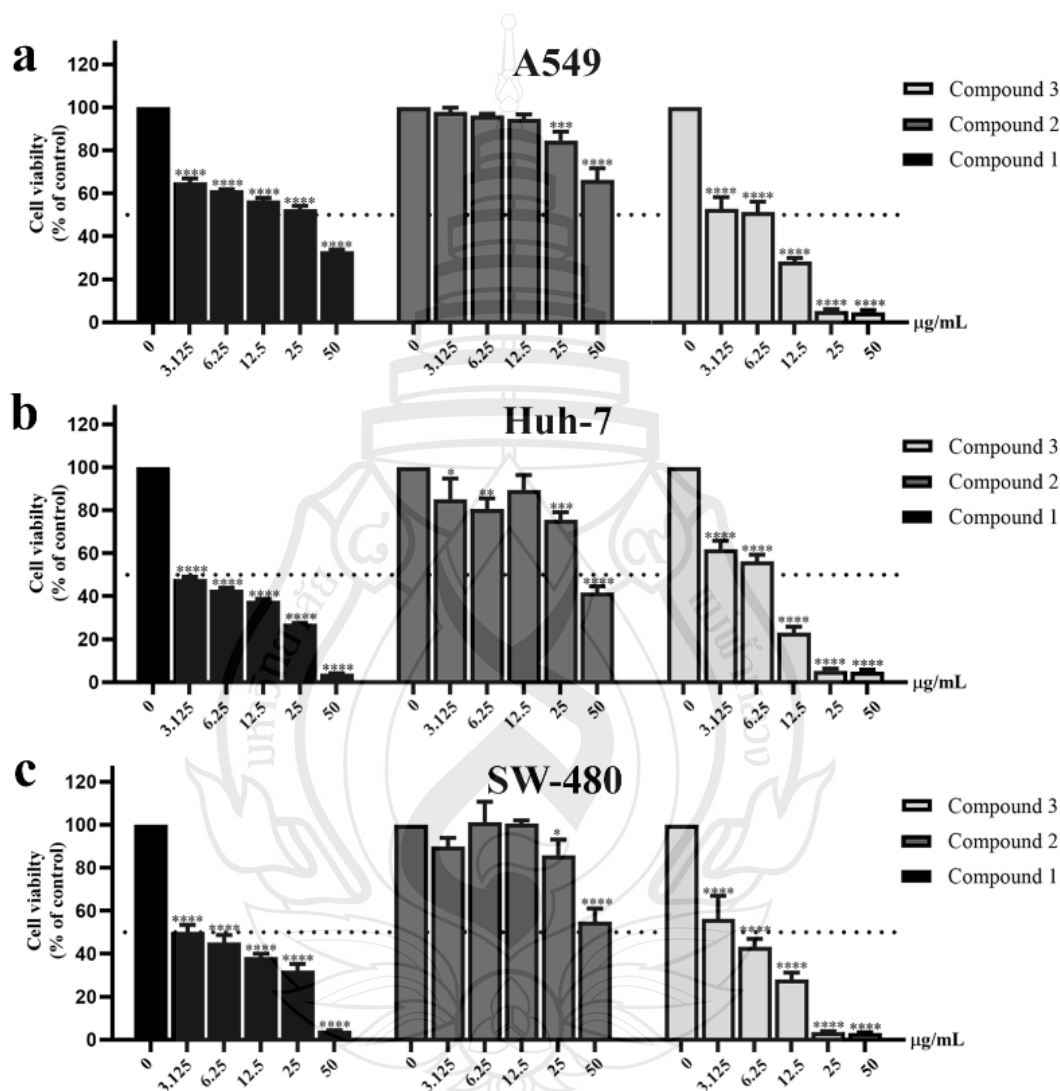 a
A549
Cell viabilty
(% of control)
120
100
80
60
40
20
0
**** **** **** **** ****
*** ****
**** **** **** **** ****
Compound 3
Compound 2
Compound 1
0 3.125 6.25 12.5 25 50 0 3.125 6.25 12.5 25 50 0 3.125 6.25 12.5 25 50 µg/mL
b
Huh-7
Cell viabilty
(% of control)
120
100
80
60
40
20
0
**** **** **** **** ****
* ** *** ****
**** **** **** **** ****
Compound 3
Compound 2
Compound 1
0 3.125 6.25 12.5 25 50 0 3.125 6.25 12.5 25 50 0 3.125 6.25 12.5 25 50 µg/mL
c
SW-480
Cell viabilty
(% of control)
120
100
80
60
40
20
0
**** **** **** **** ****
* ****
**** **** **** **** ****
Compound 3
Compound 2
Compound 1
0 3.125 6.25 12.5 25 50 0 3.125 6.25 12.5 25 50 0 3.125 6.25 12.5 25 50 µg/mL